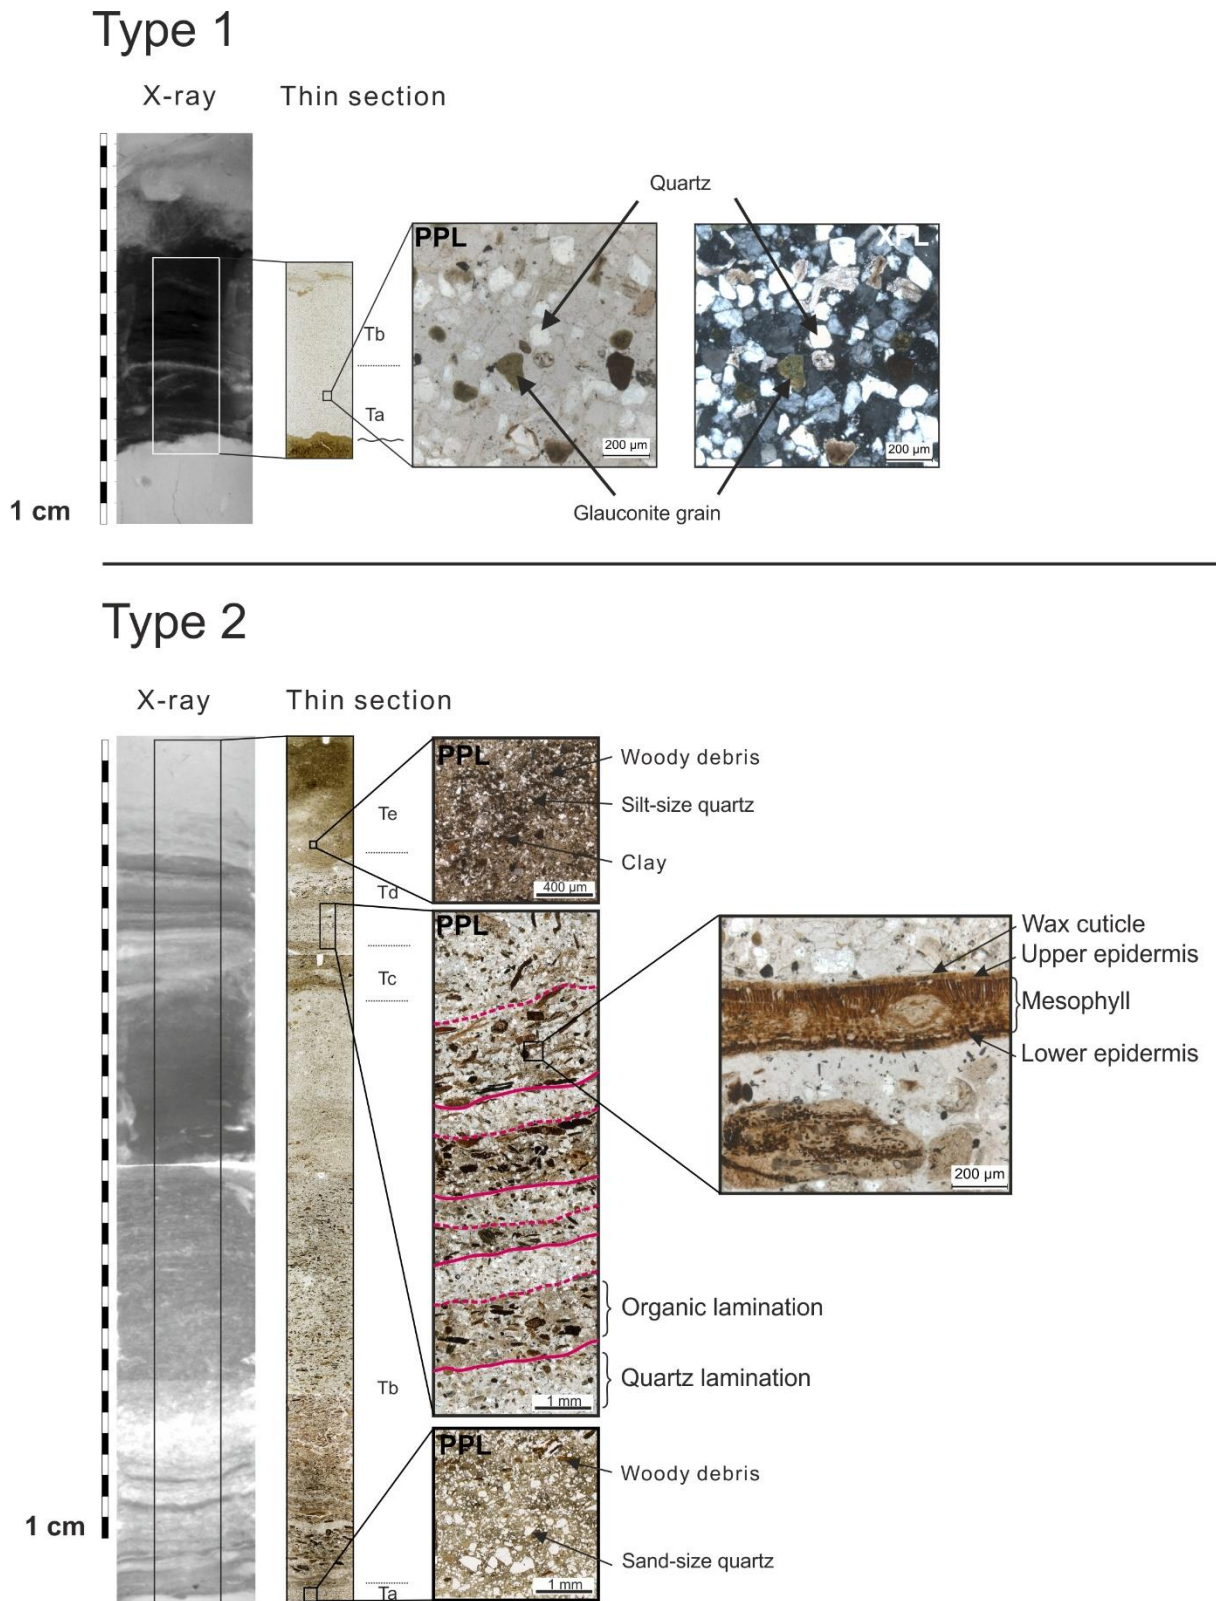 Type 1
X-ray
Thin section
Quartz
PPL
XPL
Tb
Ta
200 µm
200 µm
1 cm
Glauconite grain
Type 2
X-ray
Thin section
PPL
Woody debris
Silt-size quartz
Te
Clay
400 µm
Td
PPL
Wax cuticle
Upper epidermis
Tc
Mesophyll
Lower epidermis
200 µm
Organic lamination
Quartz lamination
Tb
1 mm
PPL
Woody debris
1 cm
Sand-size quartz
1 mm
Ta